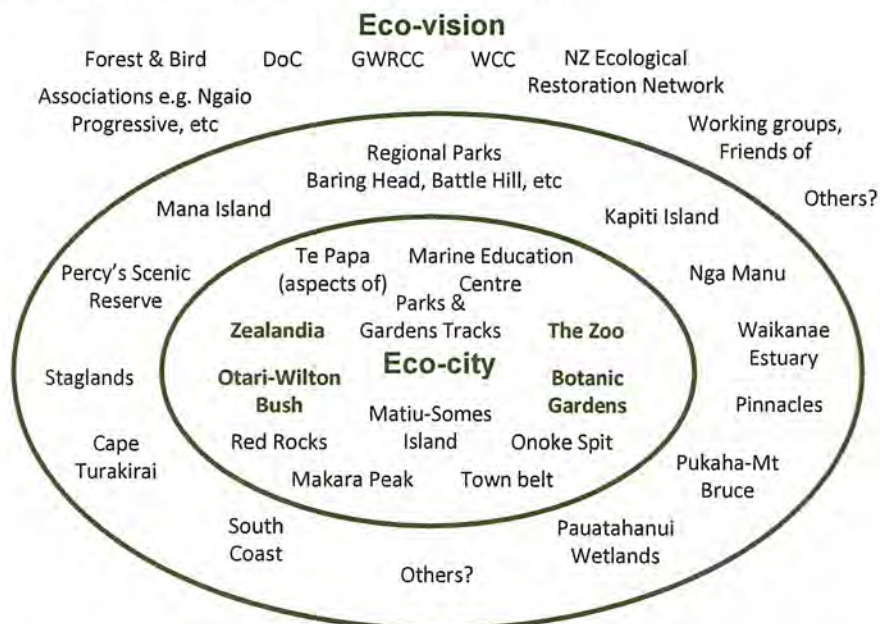 Eco-vision
Forest & Bird DoC GWRCC WCC NZ Ecological
Restoration Network
Associations e.g. Ngaio
Progressive, etc
Working groups,
Friends of
Others?
Regional Parks
Baring Head, Battle Hill, etc
Mana Island
Kapiti Island
Percy's Scenic
Reserve
Nga Manu
Te Papa
(aspects of)
Marine Education
Centre
Parks &
Gardens Tracks
Zealandia
The Zoo
Waikanae
Estuary
Eco-city
Staglands
Otari-Wilton
Bush
Botanic
Gardens
Pinnacles
Matiu-Somes
Island
Red Rocks
Onoke Spit
Cape
Turakirai
Makara Peak
Town belt
Pukaha-Mt
Bruce
South
Coast
Pauatahanui
Wetlands
Others?